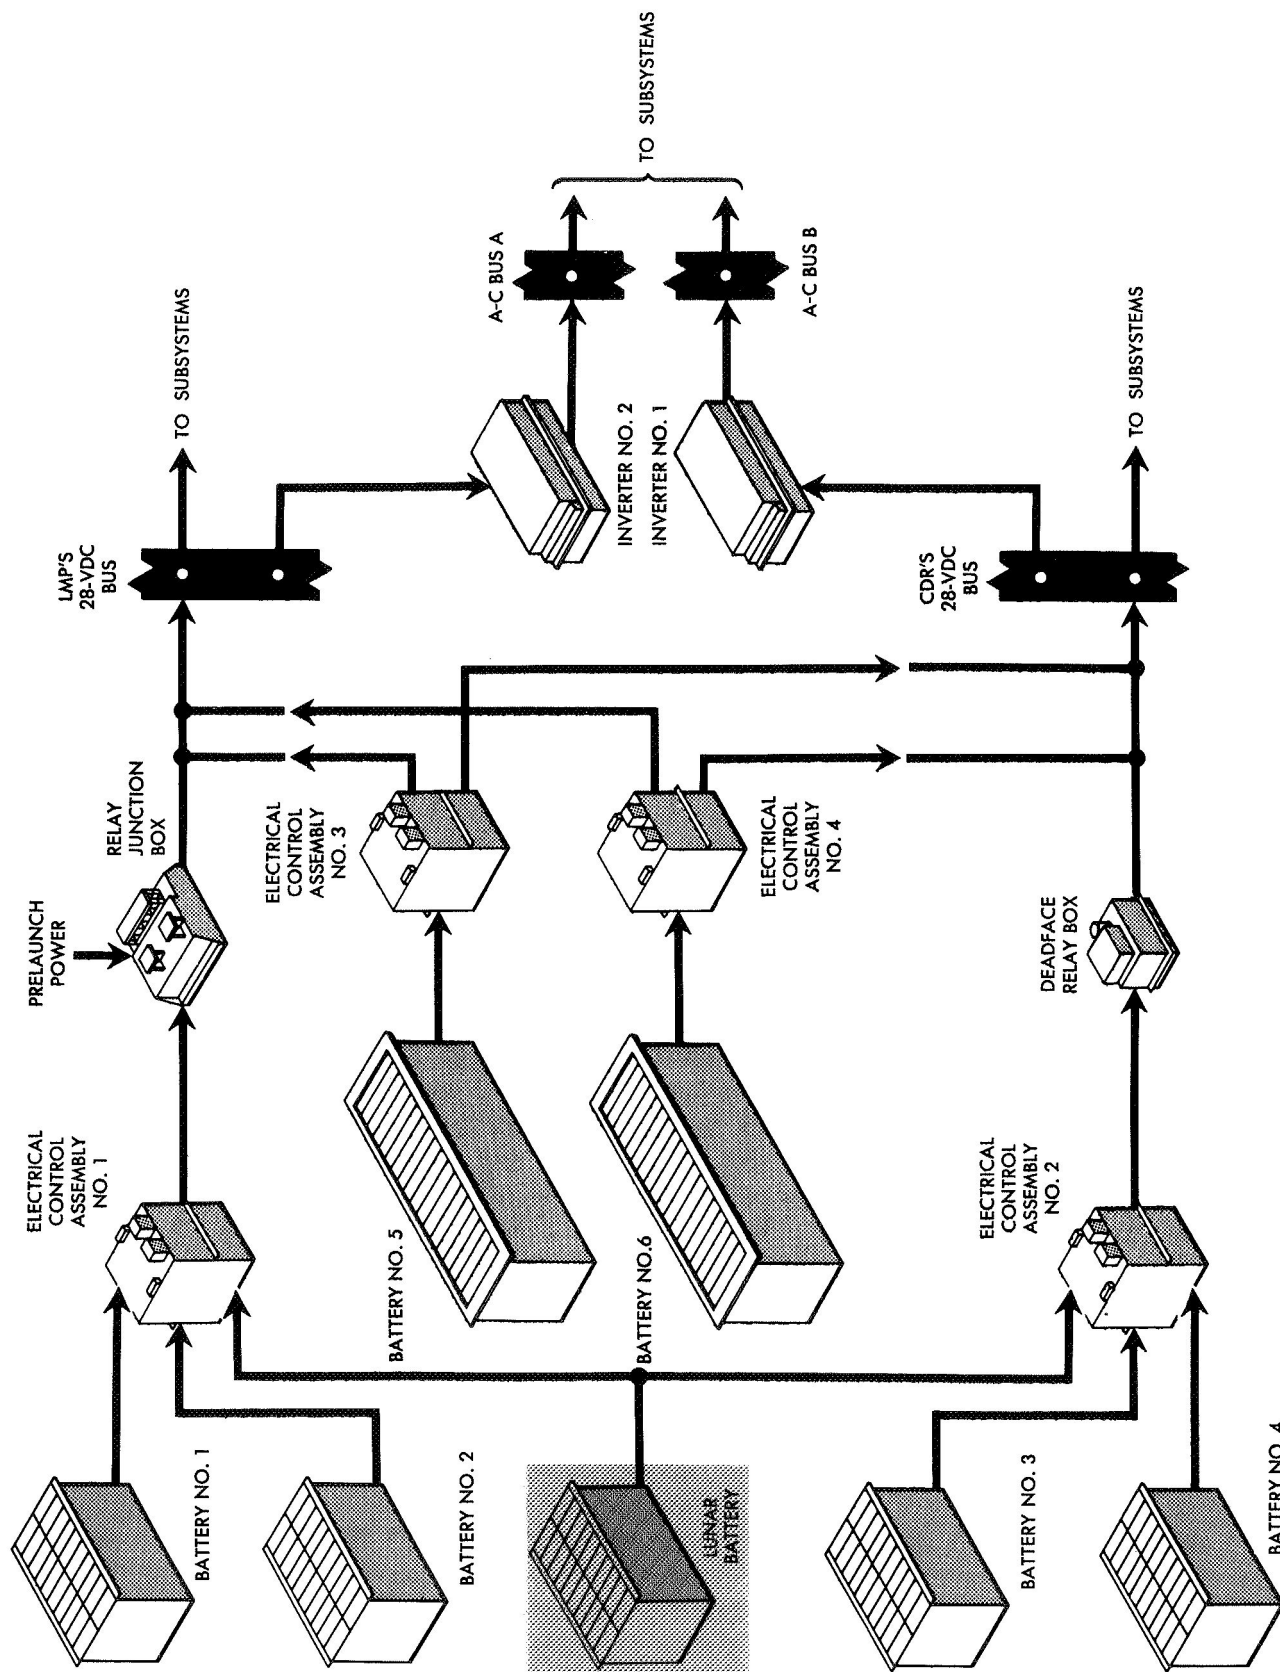 BATTERY NO. 1
BATTERY NO. 2
LUNAR
BATTERY
BATTERY NO. 3
BATTERY NO. 4
ELECTRICAL
CONTROL
ASSEMBLY
NO. 1
BATTERY NO. 5
BATTERY NO.6
ELECTRICAL
CONTROL
ASSEMBLY
NO. 2
PRELAUNCH
POWER
RELAY
JUNCTION
BOX
ELECTRICAL
CONTROL
ASSEMBLY
NO. 3
ELECTRICAL
CONTROL
ASSEMBLY
NO. 4
DEADFACE
RELAY BOX
LMP'S
28-VDC
BUS
TO SUBSYSTEMS
INVERTER NO. 2
INVERTER NO. 1
CDR'S
28-VDC
BUS
TO SUBSYSTEMS
A-C BUS A
A-C BUS B
TO SUBSYSTEMS